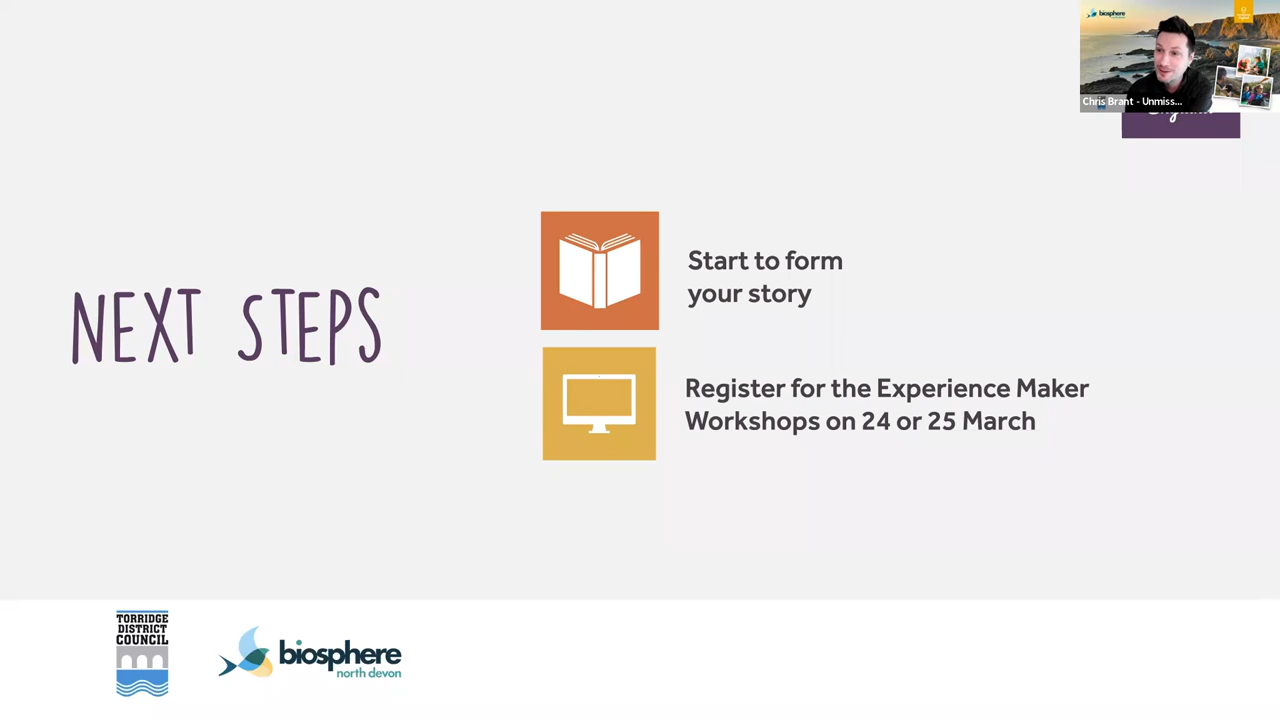 biosphere
Chris Brant - Unmiss...
NEXT STEPS
Start to form
your story
Register for the Experience Maker
Workshops on 24 or 25 March
TORRIDGE
DISTRICT
COUNCIL
biosphere
north devon